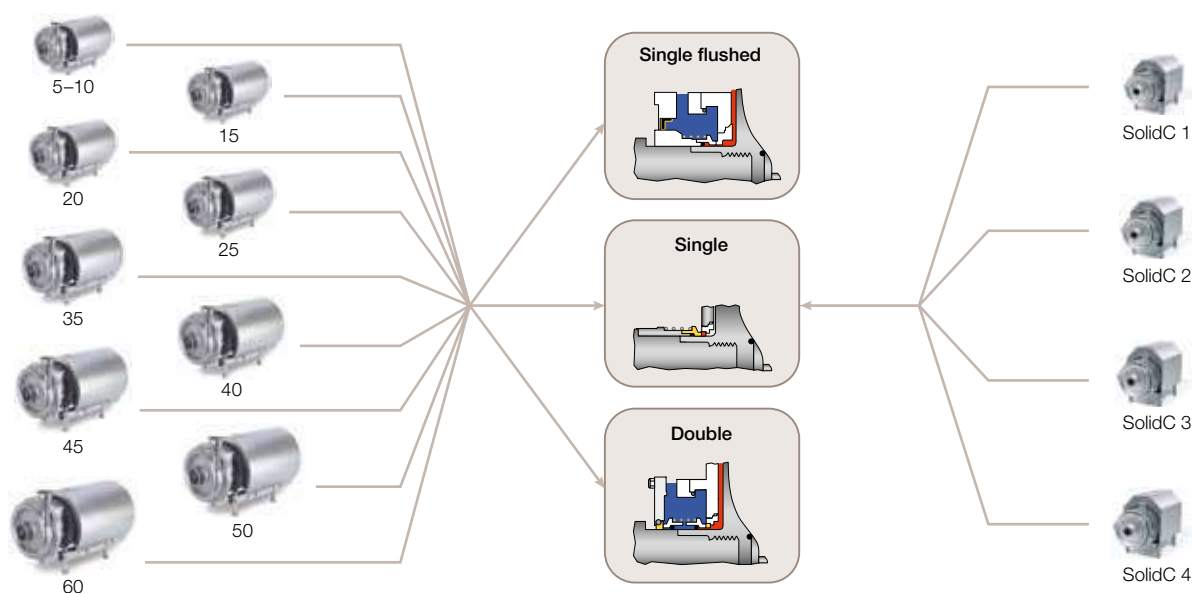 5–10
15
20
25
35
40
45
50
60
Single flushed
Single
Double
SolidC 1
SolidC 2
SolidC 3
SolidC 4